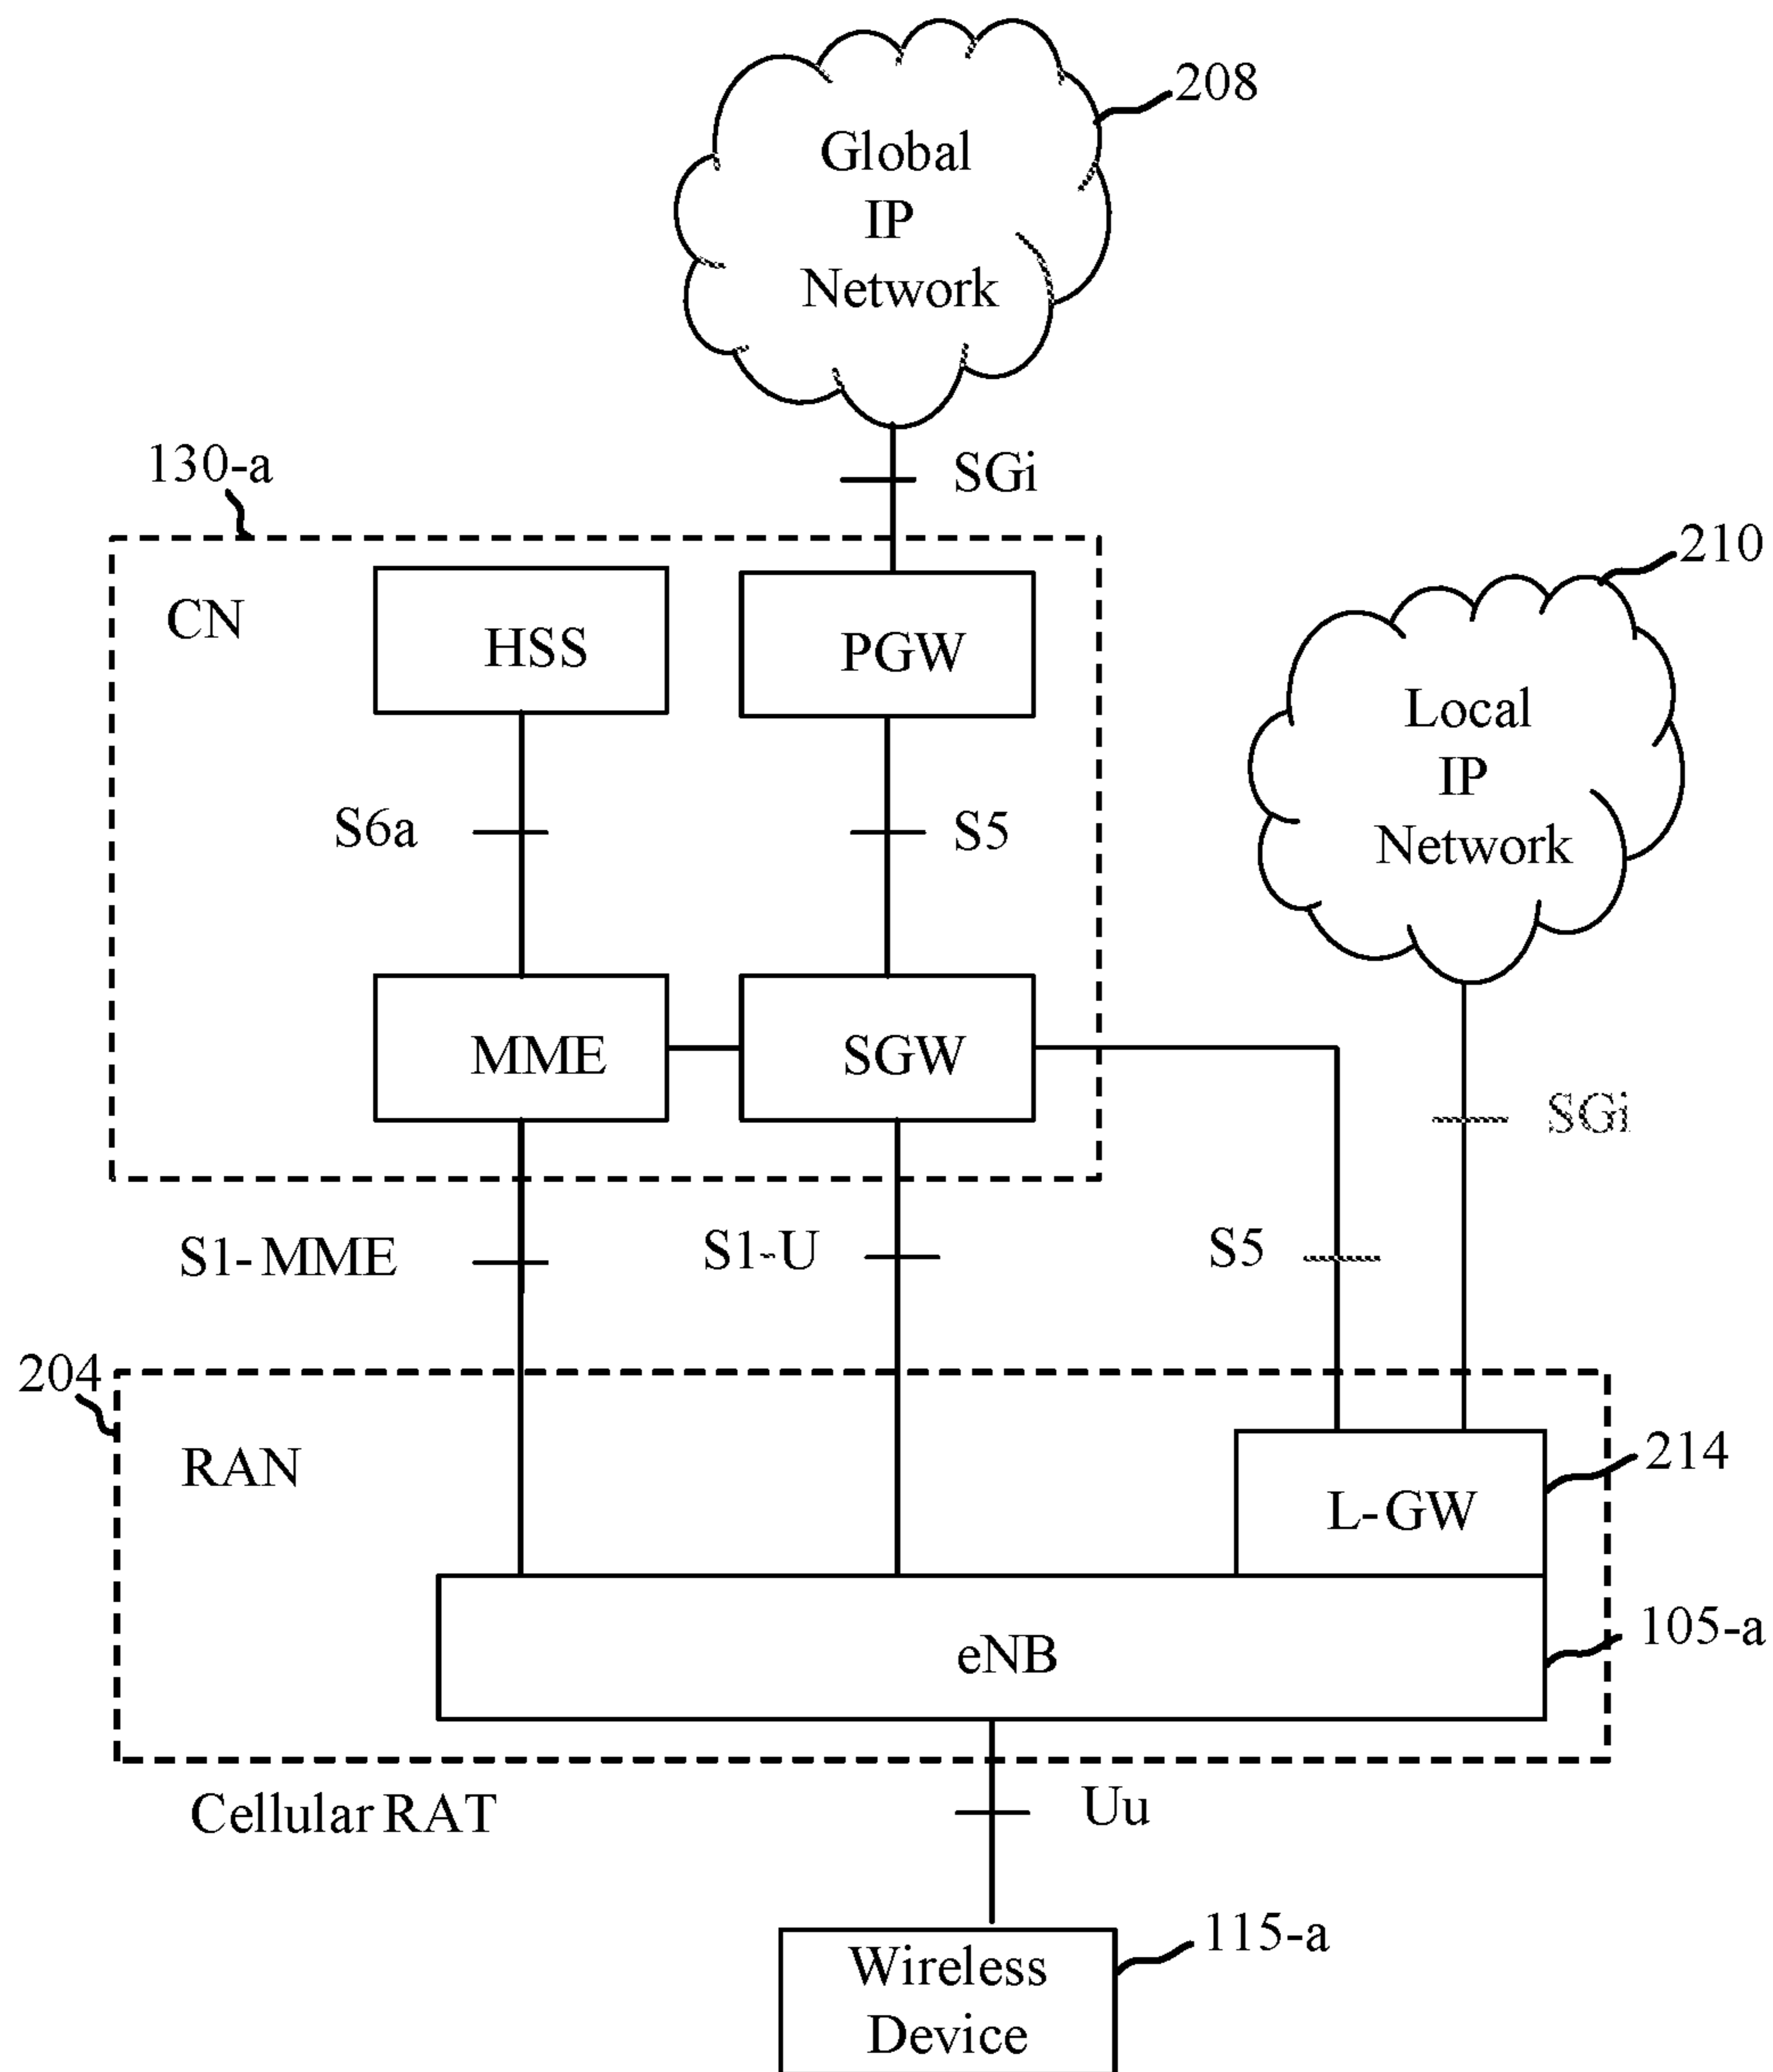 208
Global
IP
Network
130-a
SGi
210
CN
HSS
PGW
Local
IP
Network
S6a
S5
MME
SGW
SGi
S1-MME
S1-U
S5
204
RAN
214
L-GW
105-a
eNB
Cellular RAT
Uu
115-a
Wireless
Device